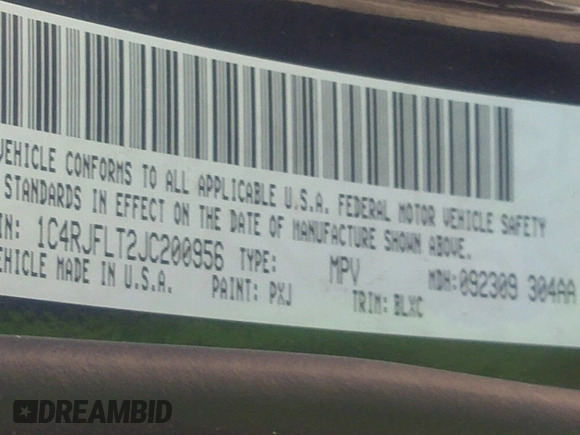 VEHICLE CONFORMS TO ALL APPLICABLE U.S.A. FEDERAL MOTOR VEHICLE SAFETY
STANDARDS IN EFFECT ON THE DATE OF MANUFACTURE SHOWN ABOVE.
IN: 1C4RJFLT2JC200956 TYPE: MPV MDH:092309 304AA
EHICLE MADE IN U.S.A. PAINT: PXJ TRIM: BLXC
DREAMBID